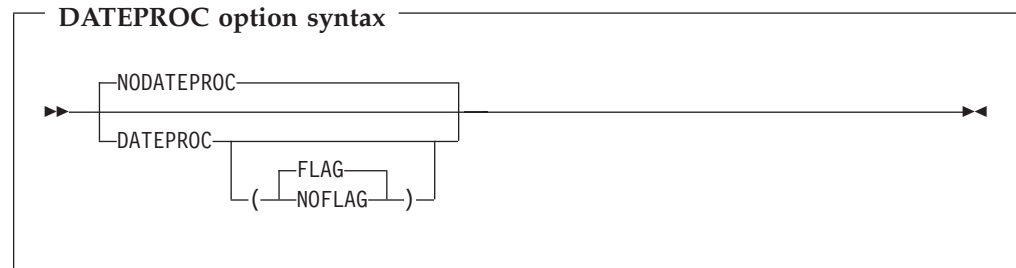 DATEPROC option syntax
NODATEPROC
DATEPROC
FLAG
( NOFLAG )